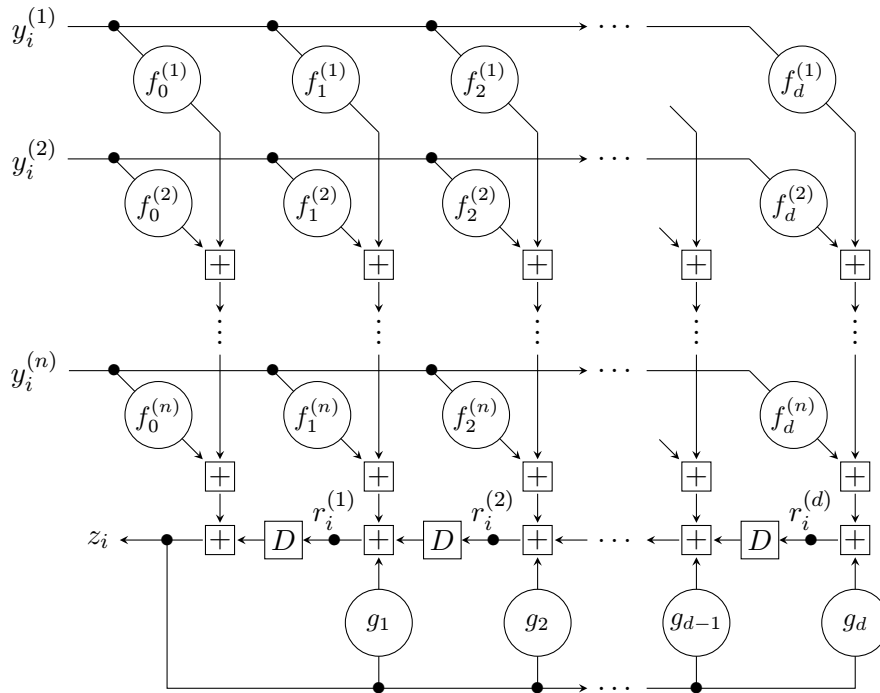 y_i^{(1)} ⋯
f_0^{(1)} f_1^{(1)} f_2^{(1)} f_d^{(1)}
y_i^{(2)} ⋯
f_0^{(2)} f_1^{(2)} f_2^{(2)} f_d^{(2)}
+ + + + +
⋮ ⋮ ⋮ ⋮ ⋮
y_i^{(n)} ⋯
f_0^{(n)} f_1^{(n)} f_2^{(n)} f_d^{(n)}
+ + + + +
r_i^{(1)} r_i^{(2)} r_i^{(d)}
z_i + D + D + ⋯ + D +
g_1 g_2 g_{d-1} g_d
⋯